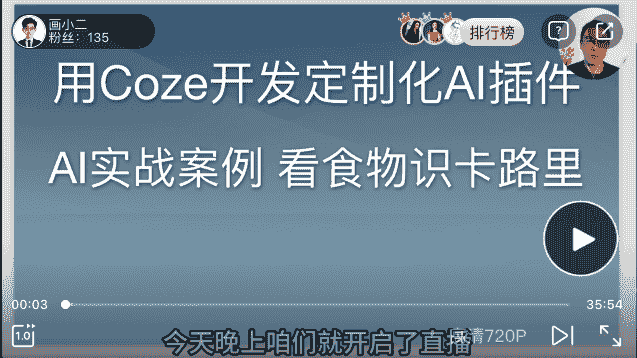 画小二
粉丝：135
排行榜
?
用Coze开发定制化AI插件
AI实战案例 看食物识卡路里
00:03
35:54
1.0
高清720P
今天晚上咱们就开启了直播